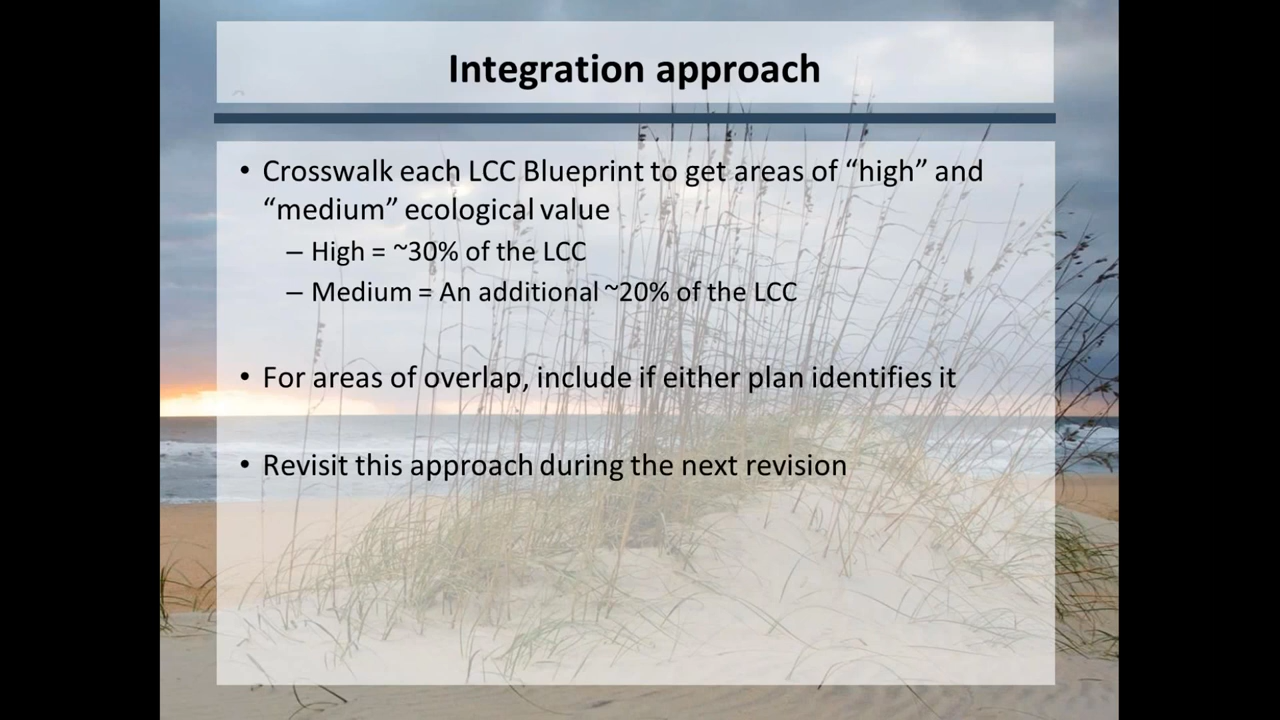 Integration approach
• Crosswalk each LCC Blueprint to get areas of “high” and
“medium” ecological value
– High = ~30% of the LCC
– Medium = An additional ~20% of the LCC
• For areas of overlap, include if either plan identifies it
• Revisit this approach during the next revision